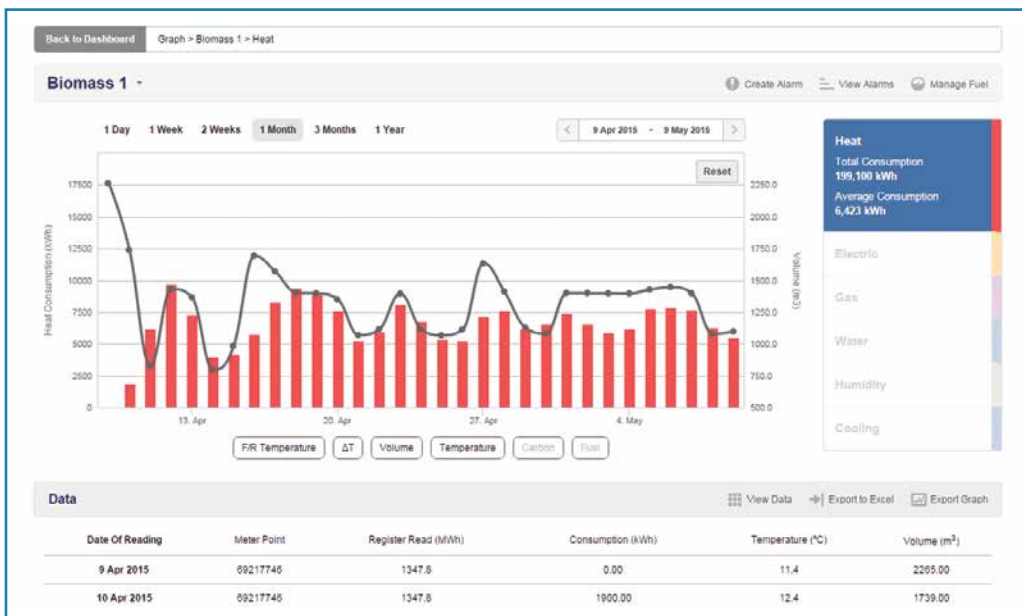 Back to Dashboard Graph > Biomass 1 > Heat
Biomass 1
Create Alarm View Alarms Manage Fuel
1 Day 1 Week 2 Weeks 1 Month 3 Months 1 Year
< 9 Apr 2015 - 9 May 2015 >
Reset
Heat Consumption (kWh)
17500
15000
12500
10000
7500
5000
2500
0
2250.0
2000.0
1750.0
1500.0
1250.0
1000.0
750.0
500.0
Volume (m3)
13. Apr 20. Apr 27. Apr 4. May
F/R Temperature ΔT Volume Temperature Carbon Fuel
Heat
Total Consumption
199,100 kWh
Average Consumption
6,423 kWh
Electric
Gas
Water
Humidity
Cooling
Data
View Data Export to Excel Export Graph
Date Of Reading Meter Point Register Read (MWh) Consumption (kWh) Temperature (°C) Volume (m³)
9 Apr 2015 69217746 1347.8 0.00 11.4 2265.00
10 Apr 2015 69217746 1347.8 1900.00 12.4 1739.00